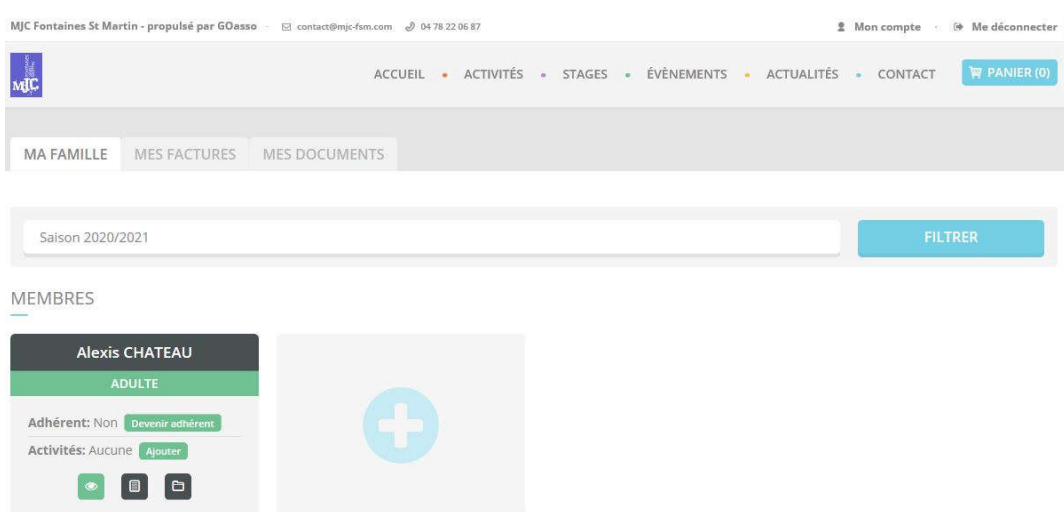 MJC Fontaines St Martin - propulsé par GOasso - contact@mjc-fsm.com 04 78 22 06 87 Mon compte · Me déconnecter
MJC ACCUEIL • ACTIVITÉS • STAGES • ÉVÈNEMENTS • ACTUALITÉS • CONTACT PANIER (0)
MA FAMILLE MES FACTURES MES DOCUMENTS
Saison 2020/2021 FILTRER
MEMBRES
Alexis CHATEAU
ADULTE
Adhérent: Non Devenir adhérent
Activités: Aucune Ajouter